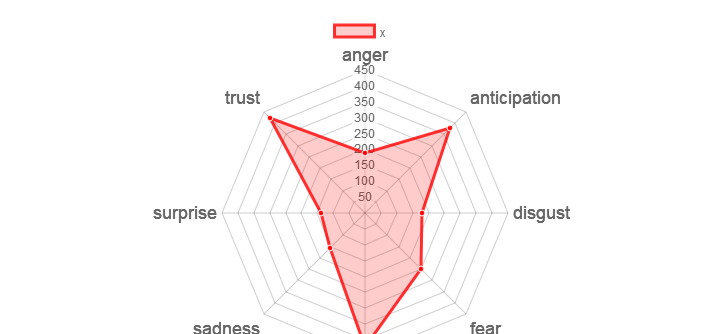 x
anger
450
400
350
300
250
200
150
100
50
trust
anticipation
surprise
disgust
sadness
fear